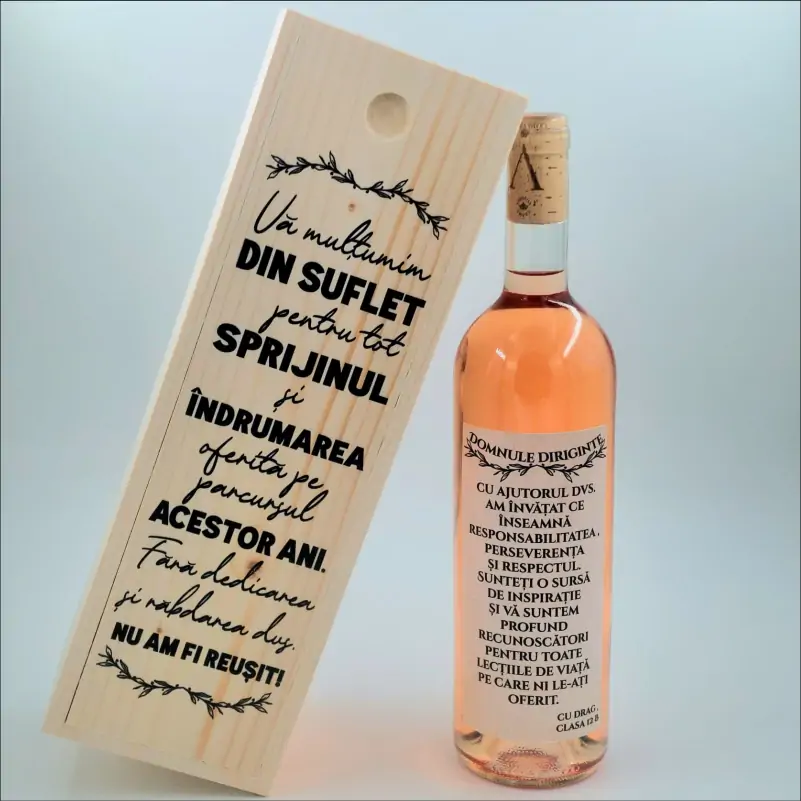 Vă mulțumim
DIN SUFLET
pentru tot
SPRIJINUL
și
ÎNDRUMAREA
oferită pe
parcursul
ACESTOR ANI.
Fără dedicarea
și răbdarea dvs.
NU AM FI REUȘIT!
A
DOMNULE DIRIGINTE
CU AJUTORUL DVS.
AM ÎNVĂȚAT CE
ÎNSEAMNĂ
RESPONSABILITATEA,
PERSEVERENȚA
ȘI RESPECTUL.
SUNTEȚI O SURSĂ
DE INSPIRAȚIE
ȘI VĂ SUNTEM
PROFUND
RECUNOSCĂTORI
PENTRU TOATE
LECȚIILE DE VIAȚĂ
PE CARE NI LE-AȚI
OFERIT.
CU DRAG,
CLASA 12 B